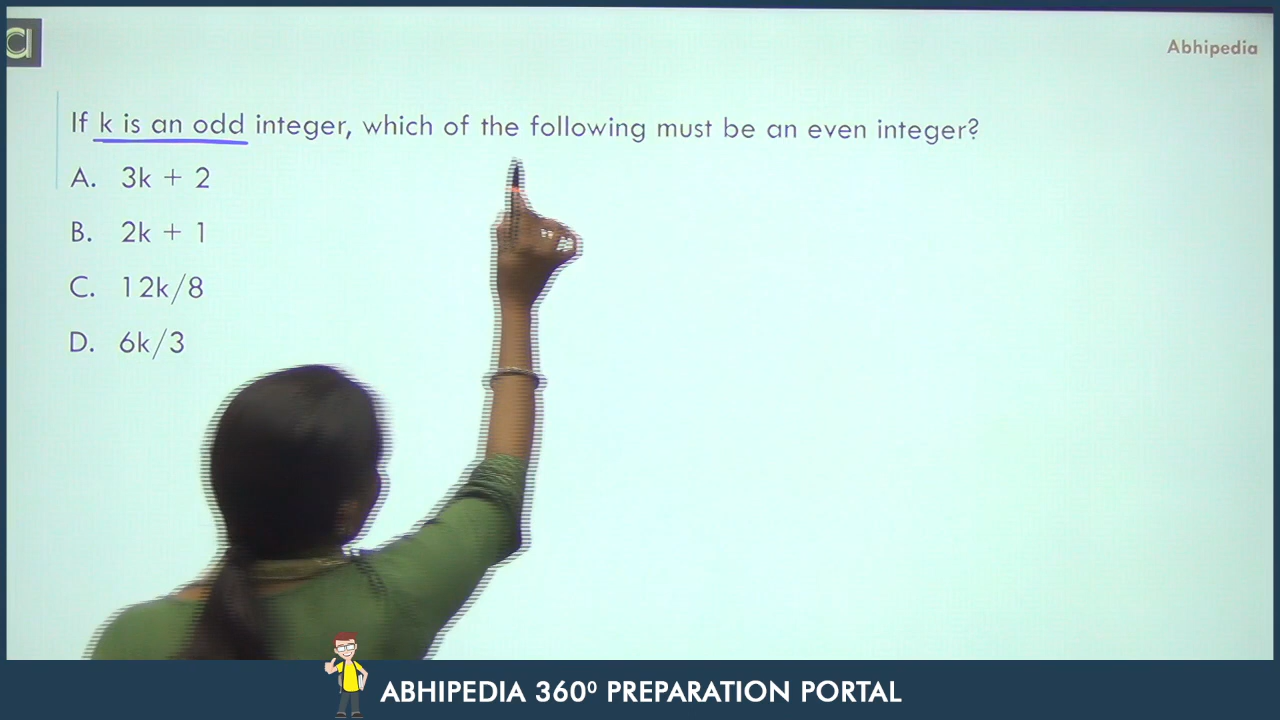 a
Abhipedia
If k is an odd integer, which of the following must be an even integer?
A. 3k + 2
B. 2k + 1
C. 12k/8
D. 6k/3
ABHIPEDIA 360⁰ PREPARATION PORTAL